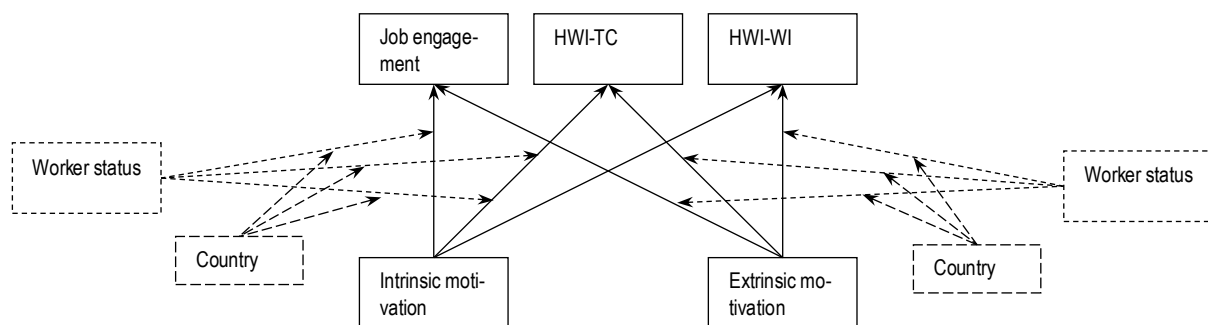 Job engage-
ment
HWI-TC
HWI-WI
Worker status
Worker status
Country
Country
Intrinsic moti-
vation
Extrinsic mo-
tivation